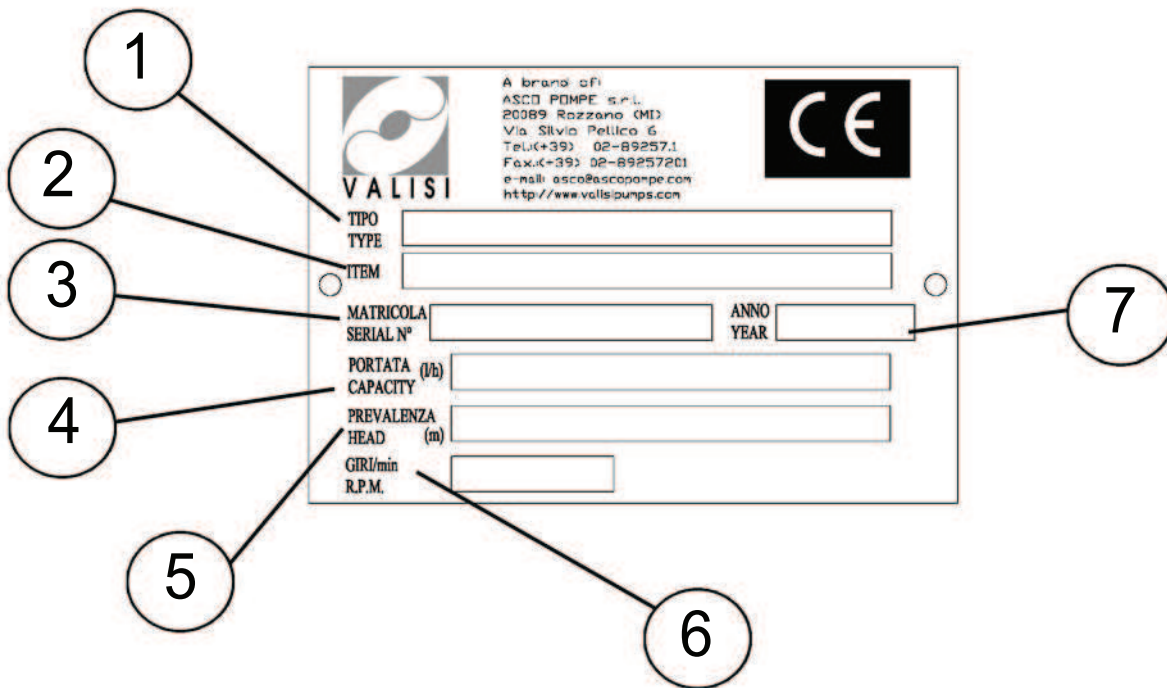 1
2
3
4
5
6
7
VALISI
A brand of:
ASCO POMPE s.r.l.
20089 Rozzano (MI)
Via Silvio Pellico 6
Tel.:(+39) 02-89257.1
Fax.:(+39) 02-89257201
e-mail: asco@ascopompe.com
http://www.valisipumps.com
CE
TIPO
TYPE
ITEM
MATRICOLA
SERIAL Nº
ANNO
YEAR
PORTATA (l/h)
CAPACITY
PREVALENZA
HEAD (m)
GIRI/min
R.P.M.